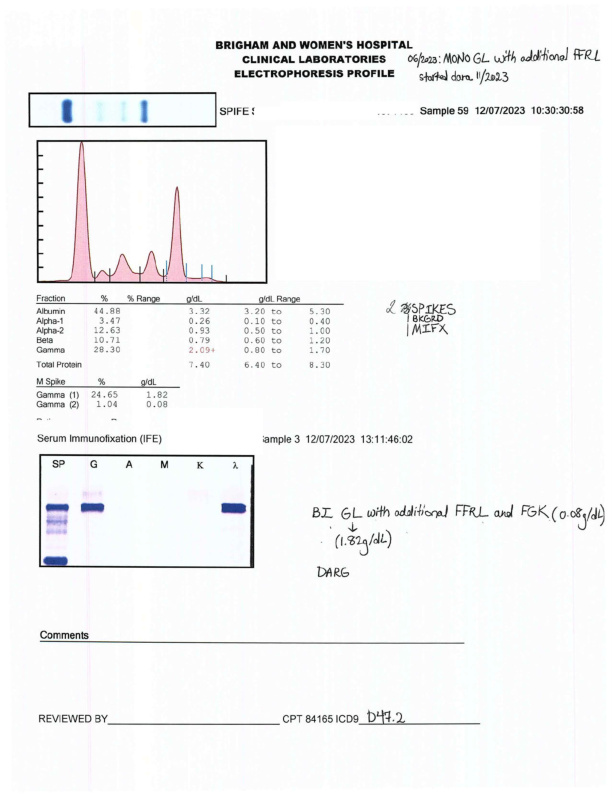 BRIGHAM AND WOMEN'S HOSPITAL
CLINICAL LABORATORIES
ELECTROPHORESIS PROFILE
06/2023: MONO GL with additional FFRL
started dara 11/2023
SPIFE
Sample 59 12/07/2023 10:30:30:58
Fraction % % Range g/dL g/dL Range
Albumin 44.88 3.32 3.20 to 5.30
Alpha-1 3.47 0.26 0.10 to 0.40
Alpha-2 12.63 0.93 0.50 to 1.00
Beta 10.71 0.79 0.60 to 1.20
Gamma 28.30 2.09+ 0.80 to 1.70
Total Protein 7.40 6.40 to 8.30
2 SPIKES
1 BKGRD
1 MIFX
M Spike % g/dL
Gamma (1) 24.65 1.82
Gamma (2) 1.04 0.08
Serum Immunofixation (IFE)
ample 3 12/07/2023 13:11:46:02
SP G A M K λ
BI GL with additional FFRL and FGK (0.08g/dL)
↓
(1.82g/dL)
DARG
Comments
REVIEWED BY CPT 84165 ICD9 D47.2